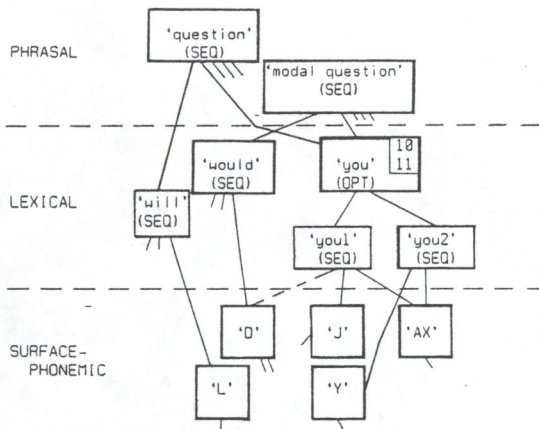 'question'
(SEQ)
PHRASAL
'modal question'
(SEQ)
'would'
(SEQ)
'you'
(OPT)
10
11
LEXICAL
'will'
(SEQ)
'you1'
(SEQ)
'you2'
(SEQ)
'D'
'J'
'AX'
SURFACE-
PHONEMIC
'L'
'Y'